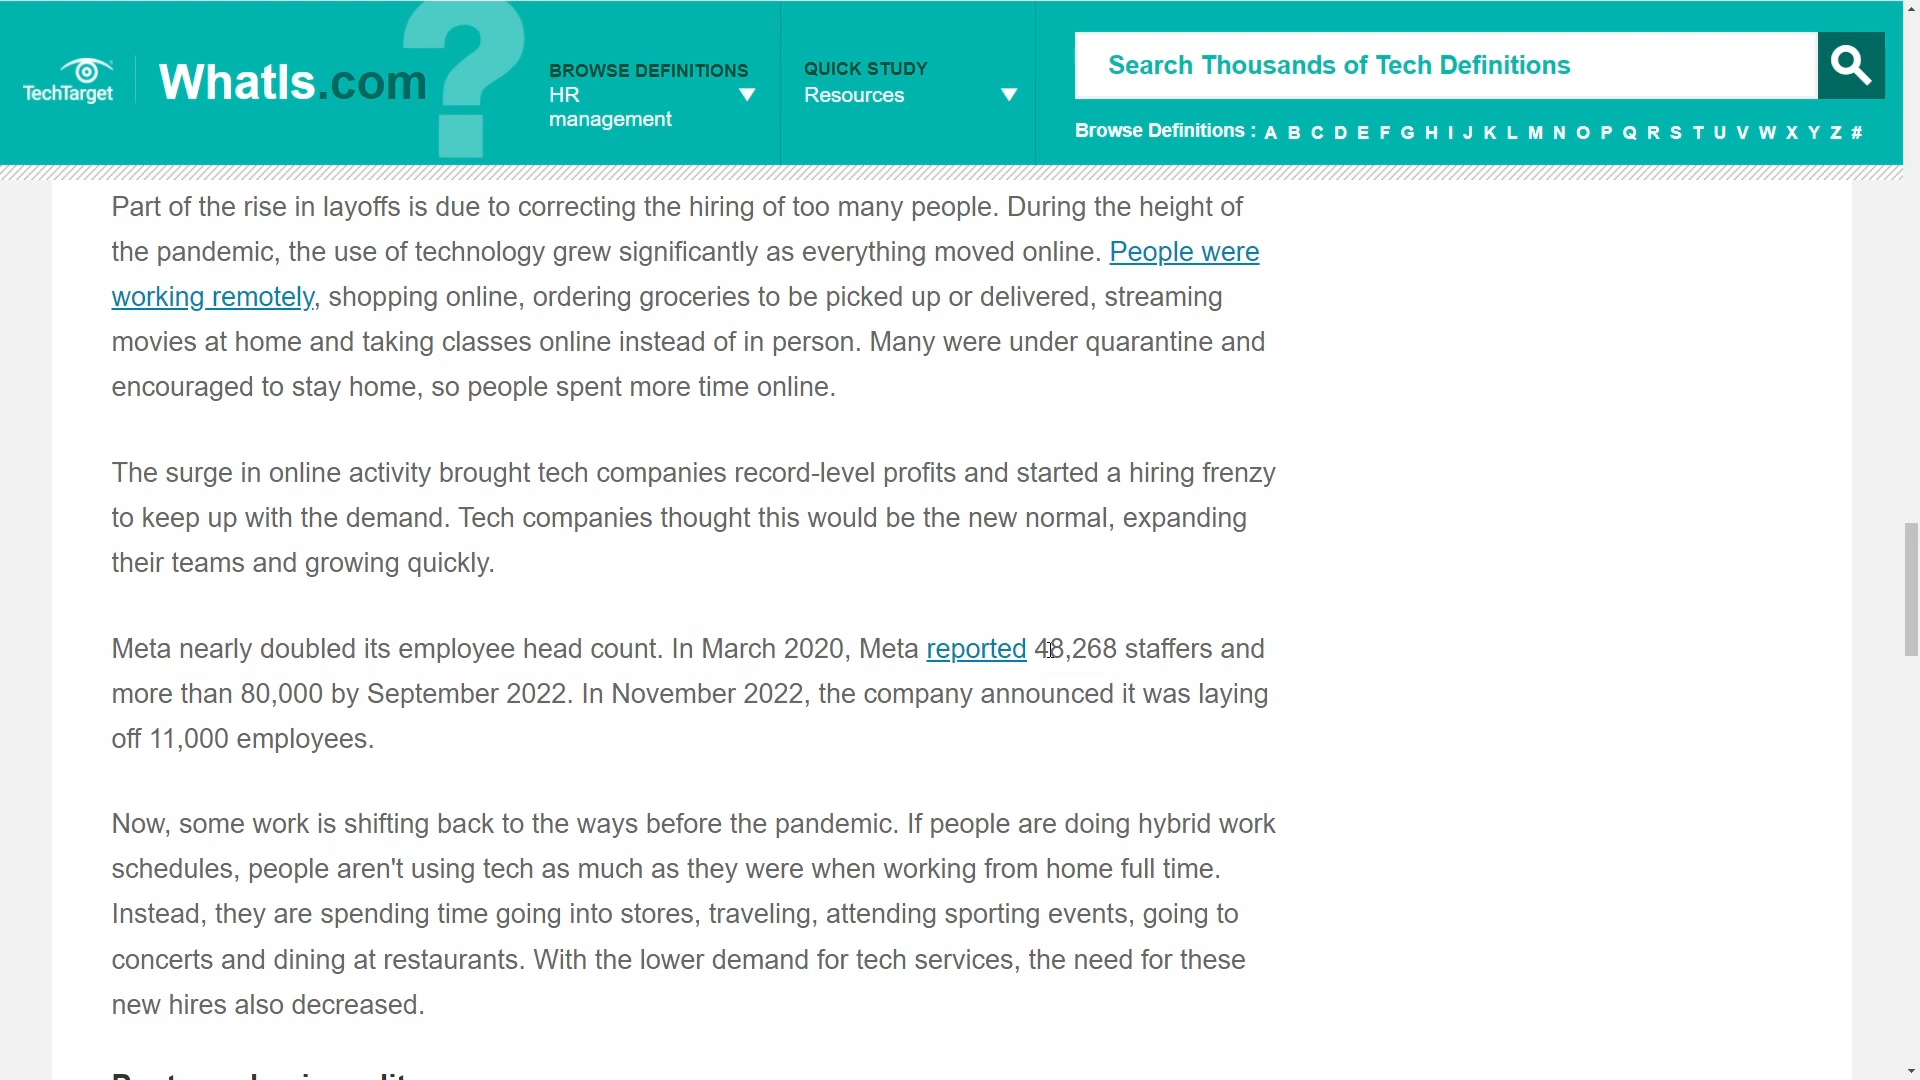 TechTarget
WhatIs.com
?
BROWSE DEFINITIONS
HR
management
QUICK STUDY
Resources
Search Thousands of Tech Definitions
Browse Definitions : A B C D E F G H I J K L M N O P Q R S T U V W X Y Z #
Part of the rise in layoffs is due to correcting the hiring of too many people. During the height of
the pandemic, the use of technology grew significantly as everything moved online. People were
working remotely, shopping online, ordering groceries to be picked up or delivered, streaming
movies at home and taking classes online instead of in person. Many were under quarantine and
encouraged to stay home, so people spent more time online.
The surge in online activity brought tech companies record-level profits and started a hiring frenzy
to keep up with the demand. Tech companies thought this would be the new normal, expanding
their teams and growing quickly.
Meta nearly doubled its employee head count. In March 2020, Meta reported 48,268 staffers and
more than 80,000 by September 2022. In November 2022, the company announced it was laying
off 11,000 employees.
Now, some work is shifting back to the ways before the pandemic. If people are doing hybrid work
schedules, people aren't using tech as much as they were when working from home full time.
Instead, they are spending time going into stores, traveling, attending sporting events, going to
concerts and dining at restaurants. With the lower demand for tech services, the need for these
new hires also decreased.